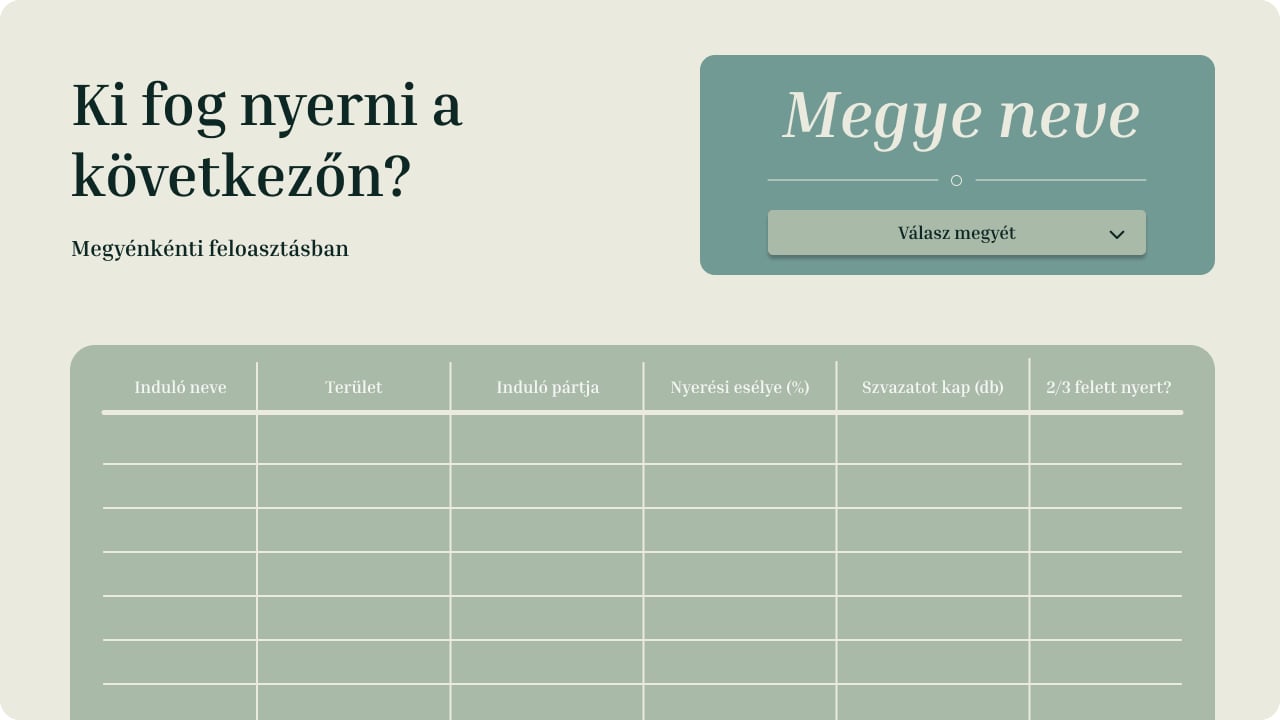 Ki fog nyerni a
következőn?
Megyénkénti feloasztásban
Megye neve
Válasz megyét
Induló neve
Terület
Induló pártja
Nyerési esélye (%)
Szvazatot kap (db)
2/3 felett nyert?